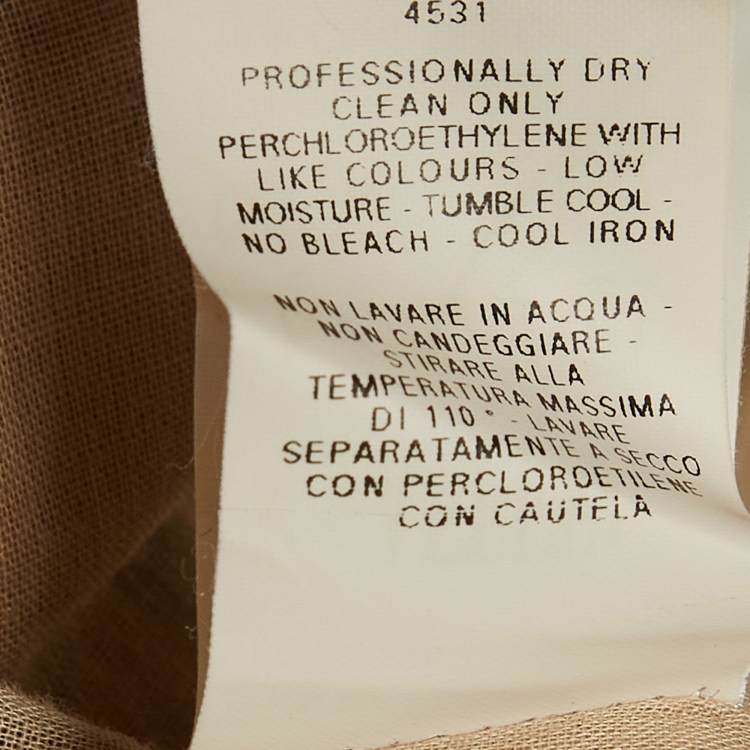 4531
PROFESSIONALLY DRY
CLEAN ONLY
PERCHLOROETHYLENE WITH
LIKE COLOURS - LOW
MOISTURE - TUMBLE COOL -
NO BLEACH - COOL IRON
NON LAVARE IN ACQUA -
NON CANDEGGIARE -
STIRARE ALLA
TEMPERATURA MASSIMA
DI 110° - LAVARE
SEPARATAMENTE A SECCO
CON PERCLOROETILENE
CON CAUTELA